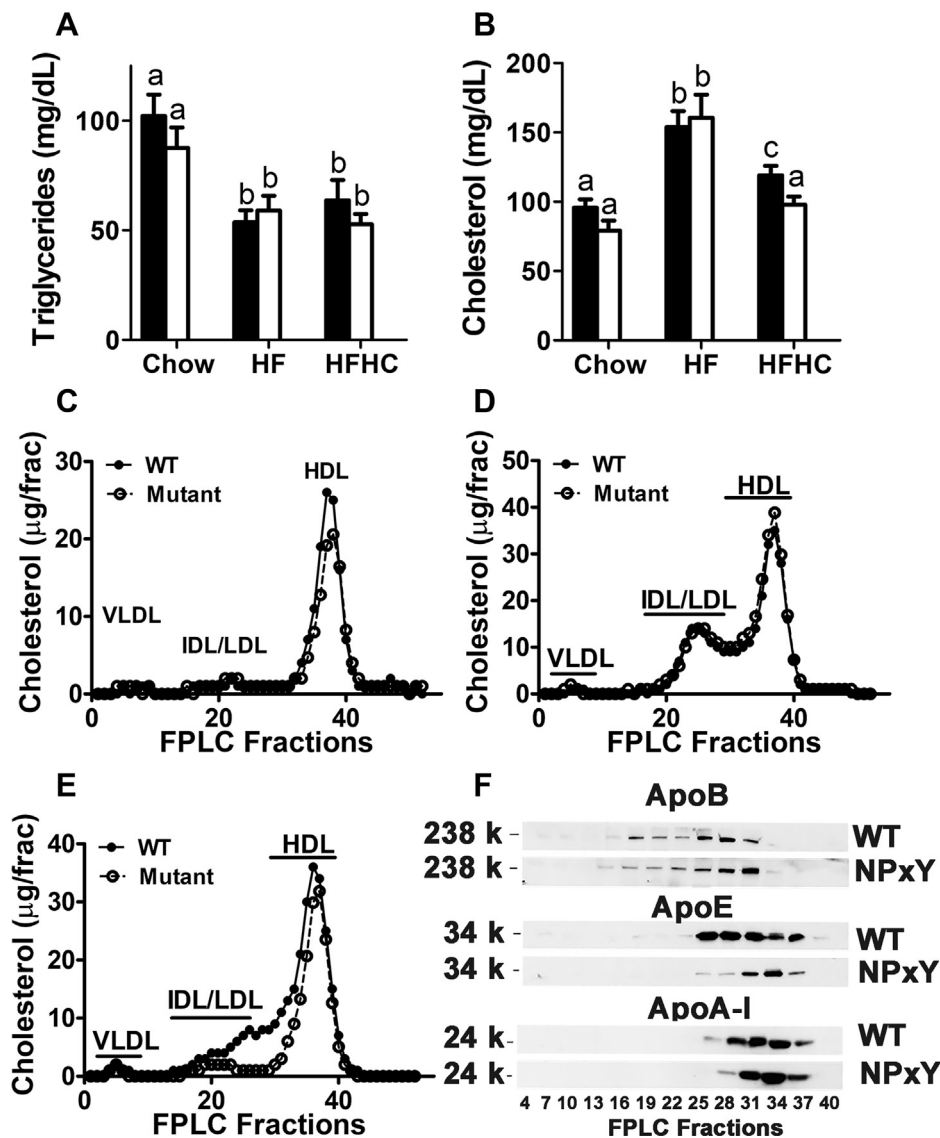 A
Triglycerides (mg/dL)
100
50
0
a
a
b
b
b
b
Chow
HF
HFHC
B
Cholesterol (mg/dL)
200
150
100
50
0
a
a
b
b
c
a
Chow
HF
HFHC
C
Cholesterol (µg/frac)
30
20
10
0
WT
Mutant
VLDL
IDL/LDL
HDL
0
20
40
FPLC Fractions
D
Cholesterol (µg/frac)
50
40
30
20
10
0
WT
Mutant
VLDL
IDL/LDL
HDL
0
20
40
FPLC Fractions
E
Cholesterol (µg/frac)
40
30
20
10
0
WT
Mutant
VLDL
IDL/LDL
HDL
0
20
40
FPLC Fractions
F
ApoB
238 k - WT
238 k - NPxY
ApoE
34 k - WT
34 k - NPxY
ApoA-I
24 k - WT
24 k - NPxY
4 7 10 13 16 19 22 25 28 31 34 37 40
FPLC Fractions